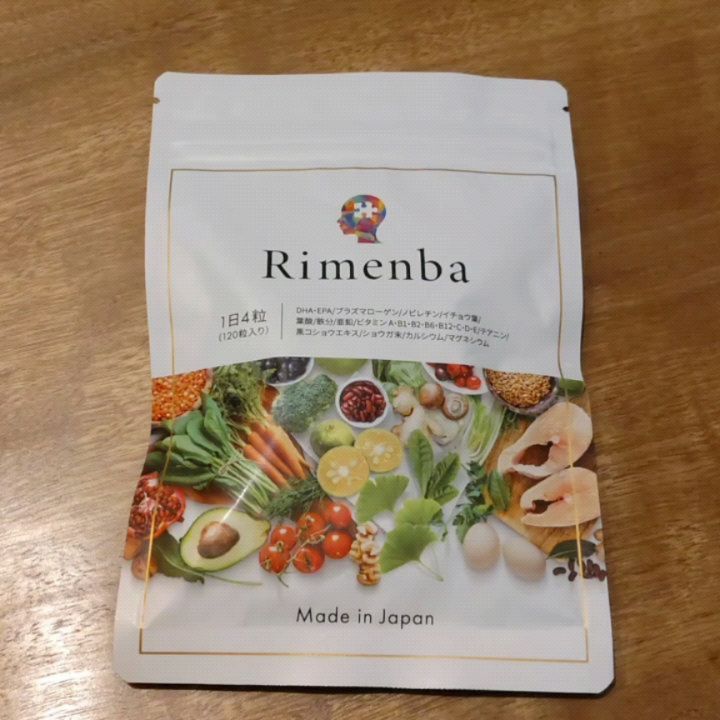 Rimenba
1日4粒
(120粒入り)
DHA・EPA/プラズマローゲン/ノビレチン/イチョウ葉/
葉酸/鉄分/亜鉛/ビタミンA・B1・B2・B6・B12・C・D・E/テアニン/
黒コショウエキス/ショウガ末/カルシウム/マグネシウム
Made in Japan